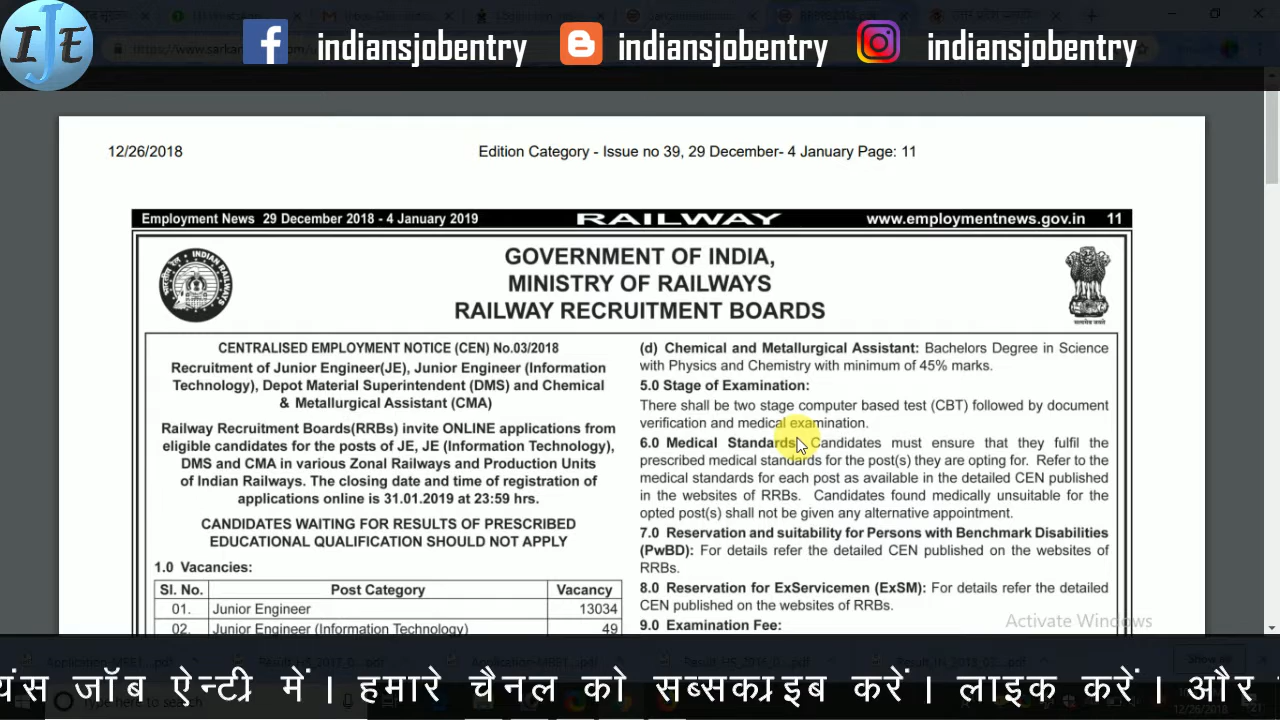 IJE
indiansjobentry
indiansjobentry
indiansjobentry
12/26/2018
Edition Category - Issue no 39, 29 December- 4 January Page: 11
Employment News 29 December 2018 - 4 January 2019
RAILWAY
www.employmentnews.gov.in 11
GOVERNMENT OF INDIA,
MINISTRY OF RAILWAYS
RAILWAY RECRUITMENT BOARDS
INDIAN RAILWAYS
भारतीय रेल
सत्यमेव जयते
CENTRALISED EMPLOYMENT NOTICE (CEN) No.03/2018
Recruitment of Junior Engineer(JE), Junior Engineer (Information
Technology), Depot Material Superintendent (DMS) and Chemical
& Metallurgical Assistant (CMA)
Railway Recruitment Boards(RRBs) invite ONLINE applications from
eligible candidates for the posts of JE, JE (Information Technology),
DMS and CMA in various Zonal Railways and Production Units
of Indian Railways. The closing date and time of registration of
applications online is 31.01.2019 at 23:59 hrs.
CANDIDATES WAITING FOR RESULTS OF PRESCRIBED
EDUCATIONAL QUALIFICATION SHOULD NOT APPLY
1.0 Vacancies:
Sl. No. Post Category Vacancy
01. Junior Engineer 13034
02. Junior Engineer (Information Technology) 49
(d) Chemical and Metallurgical Assistant: Bachelors Degree in Science
with Physics and Chemistry with minimum of 45% marks.
5.0 Stage of Examination:
There shall be two stage computer based test (CBT) followed by document
verification and medical examination.
6.0 Medical Standards: Candidates must ensure that they fulfil the
prescribed medical standards for the post(s) they are opting for. Refer to the
medical standards for each post as available in the detailed CEN published
in the websites of RRBs. Candidates found medically unsuitable for the
opted post(s) shall not be given any alternative appointment.
7.0 Reservation and suitability for Persons with Benchmark Disabilities
(PwBD): For details refer the detailed CEN published on the websites of
RRBs.
8.0 Reservation for ExServicemen (ExSM): For details refer the detailed
CEN published on the websites of RRBs.
9.0 Examination Fee:
Activate Windows
जॉब ऐन्टी्र में। हमारे चैनल को सब्सक्राइब करें। लाइक करें। और
Type here to search
12/26/2018